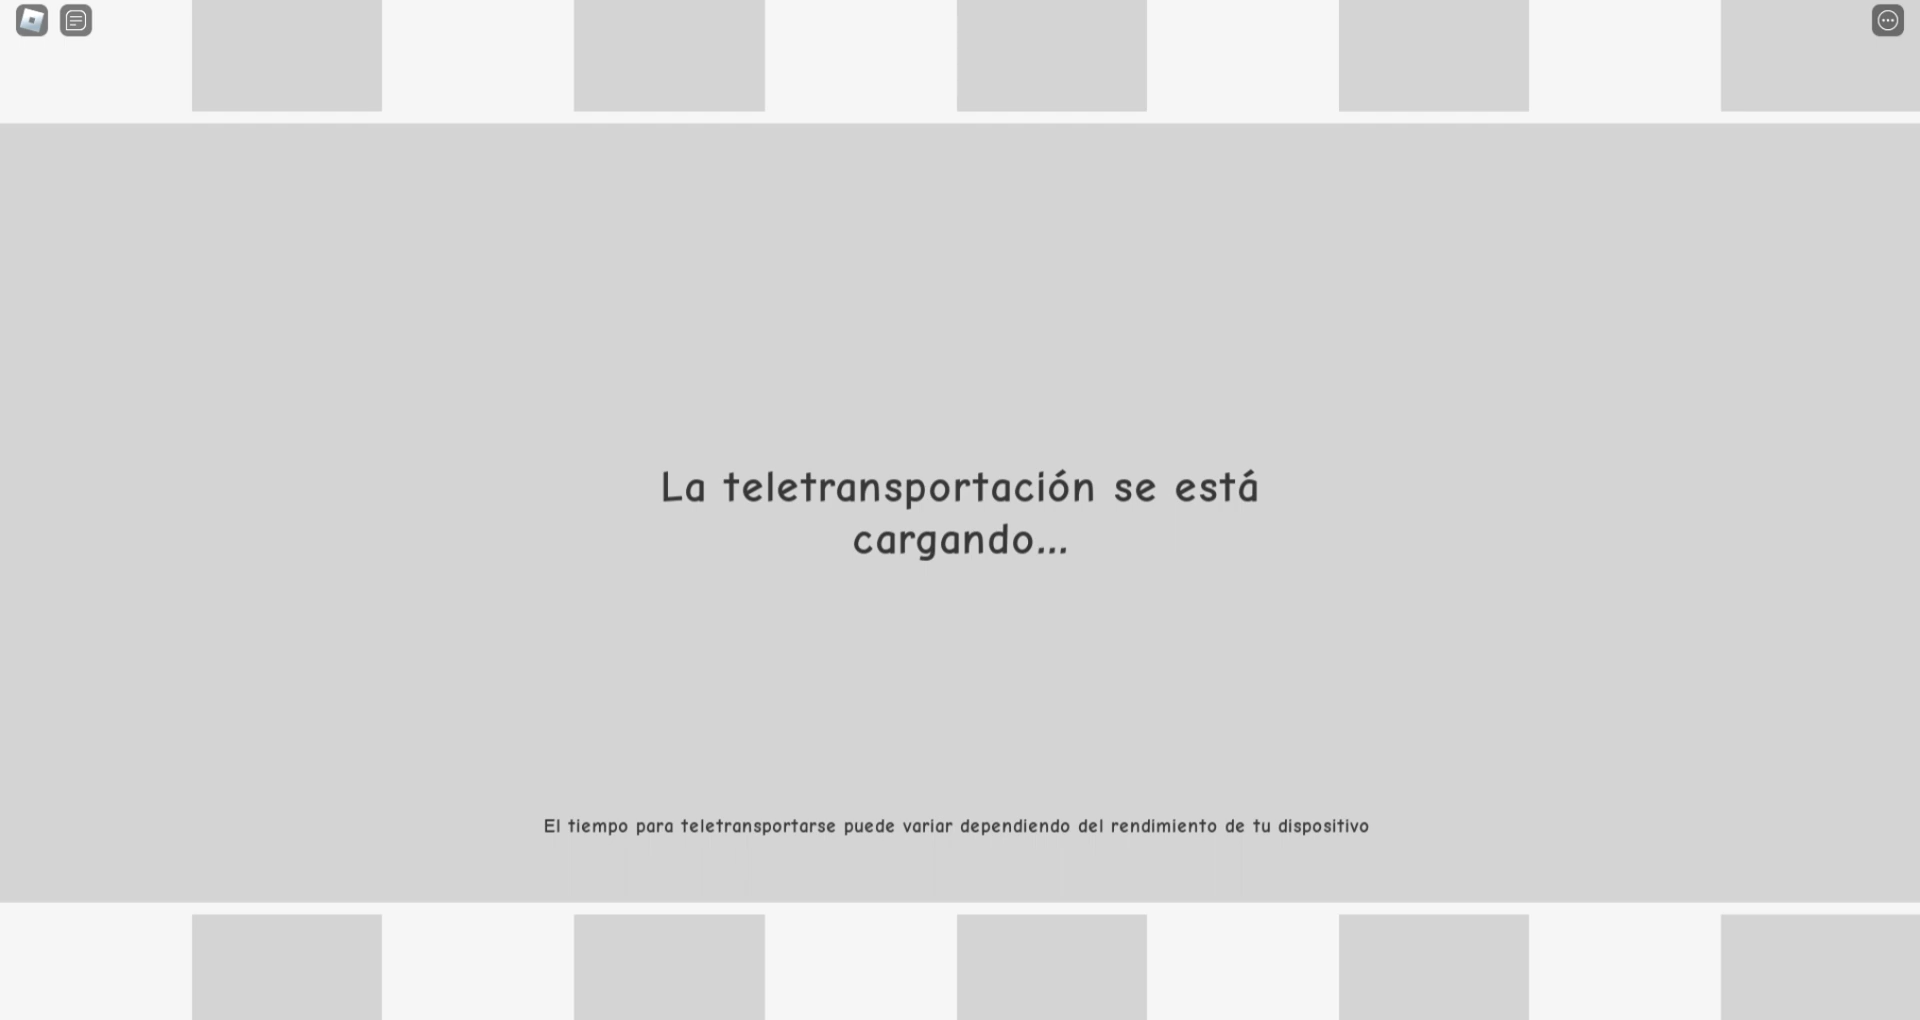 La teletransportación se está
cargando...
El tiempo para teletransportarse puede variar dependiendo del rendimiento de tu dispositivo